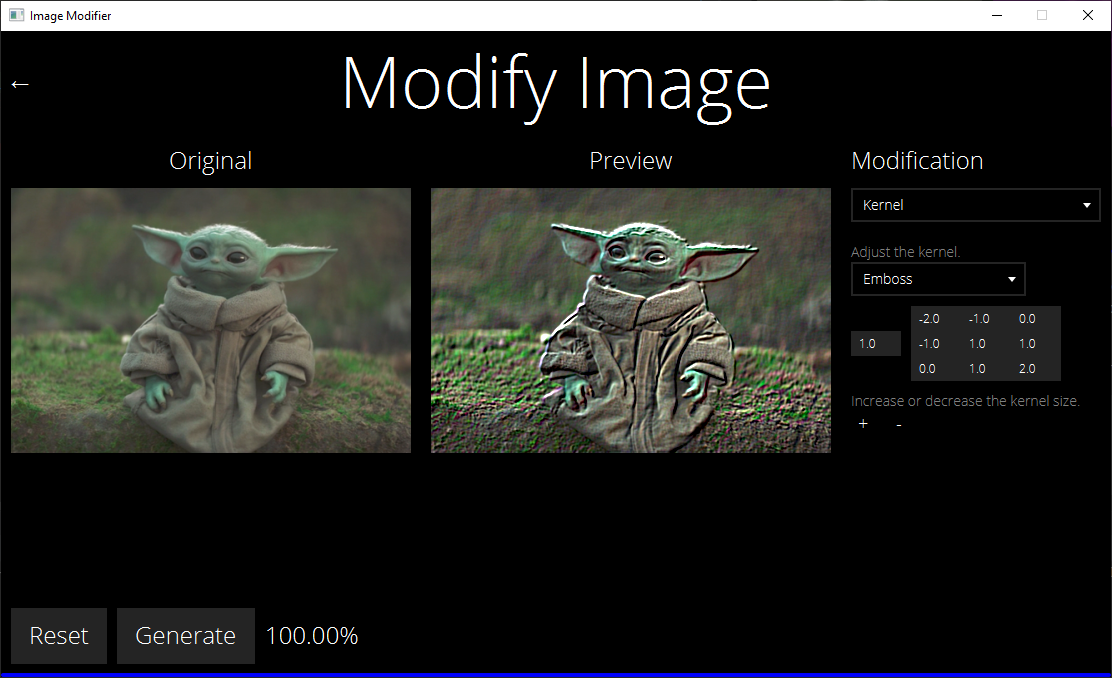 Image Modifier
←
Modify Image
Original
Preview
Modification
Kernel
Adjust the kernel.
Emboss
1.0
-2.0 -1.0 0.0
-1.0 1.0 1.0
0.0 1.0 2.0
Increase or decrease the kernel size.
+ -
Reset
Generate
100.00%